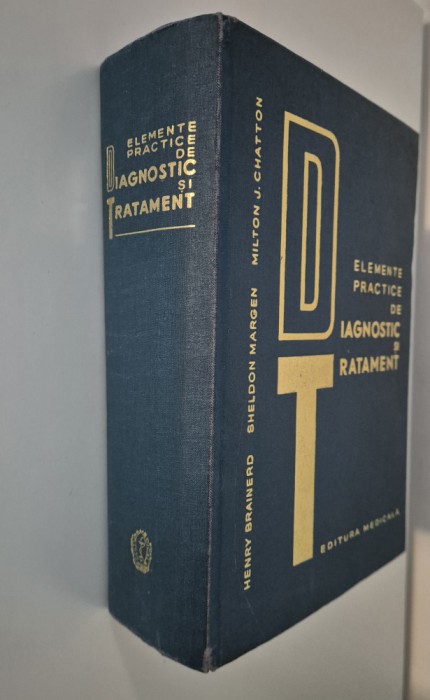 ELEMENTE
PRACTICE
DE
DIAGNOSTIC
ȘI
TRATAMENT
HENRY BRAINERD SHELDON MARGEN MILTON J. CHATTON
ELEMENTE
PRACTICE
DE
DIAGNOSTIC
ȘI
TRATAMENT
EDITURA MEDICALĂ